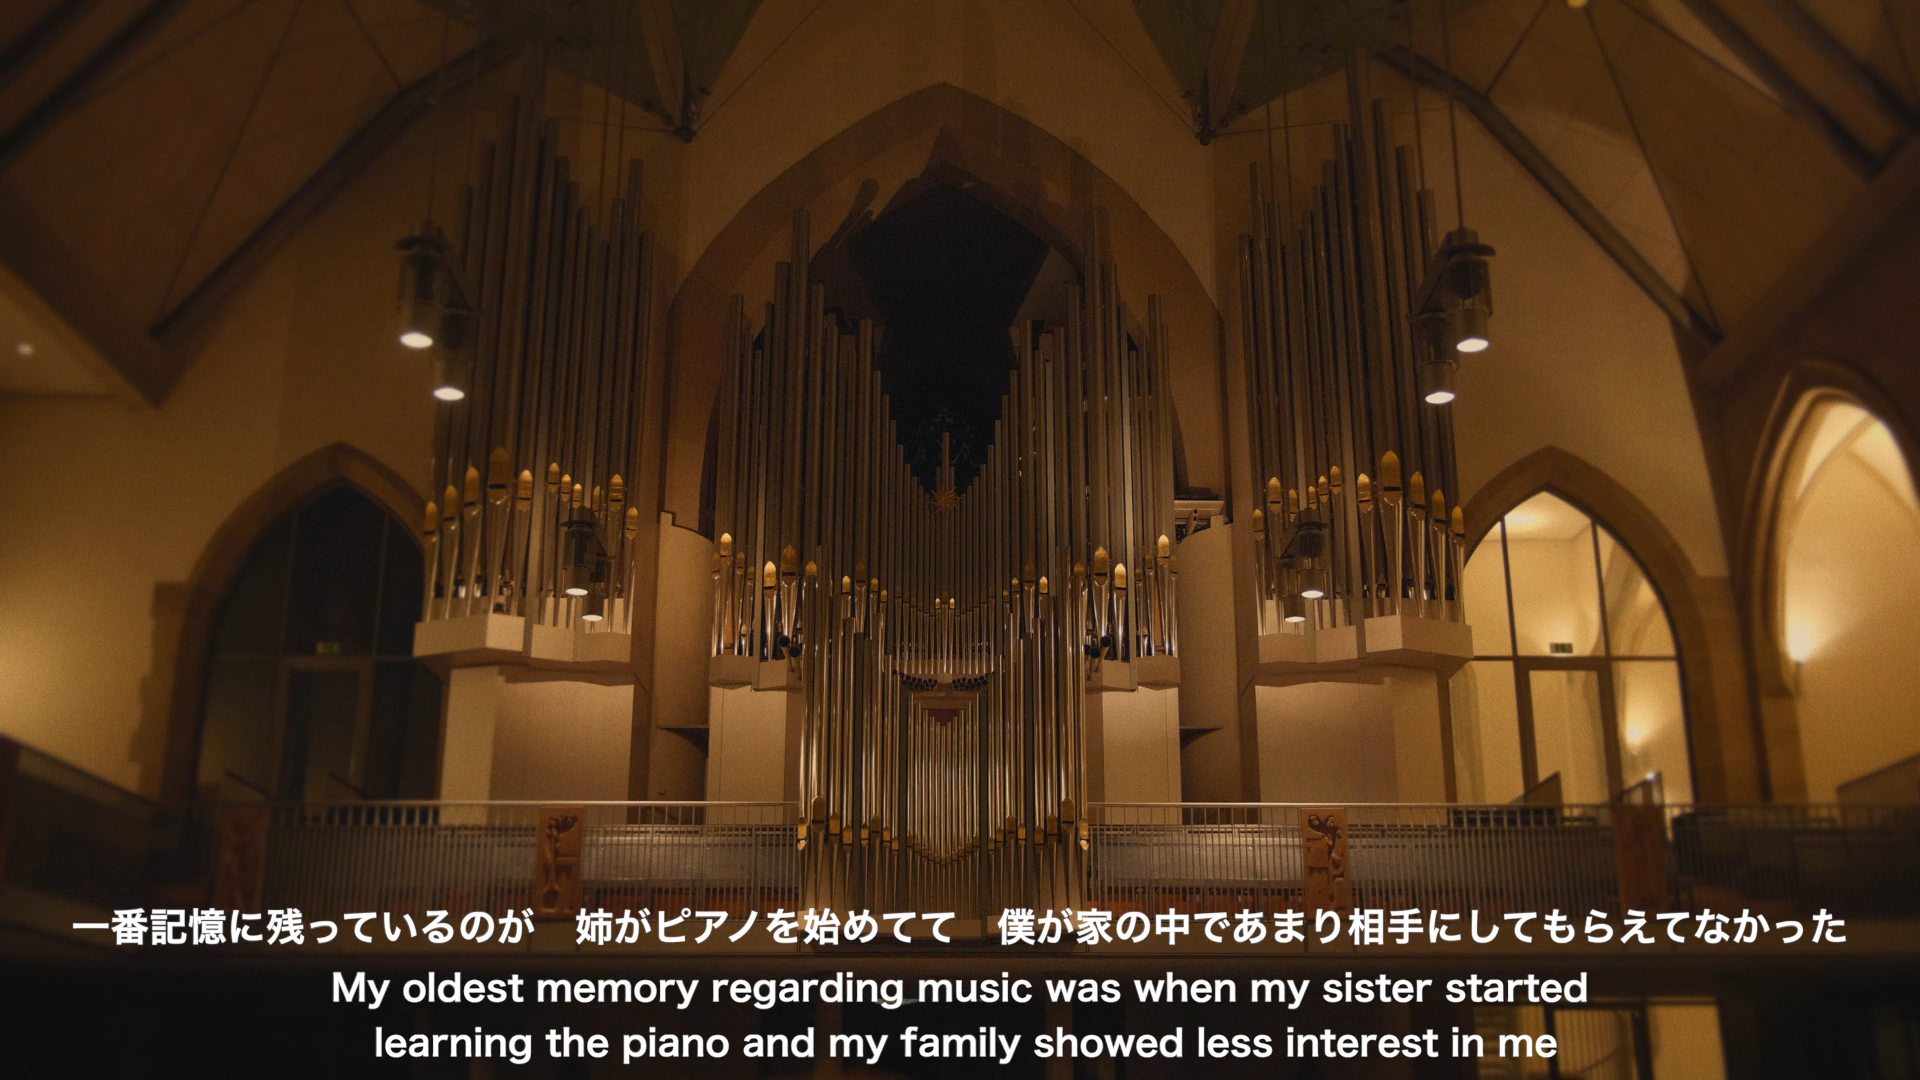 一番記憶に残っているのが　姉がピアノを始めてて　僕が家の中であまり相手にしてもらえてなかった
My oldest memory regarding music was when my sister started
learning the piano and my family showed less interest in me